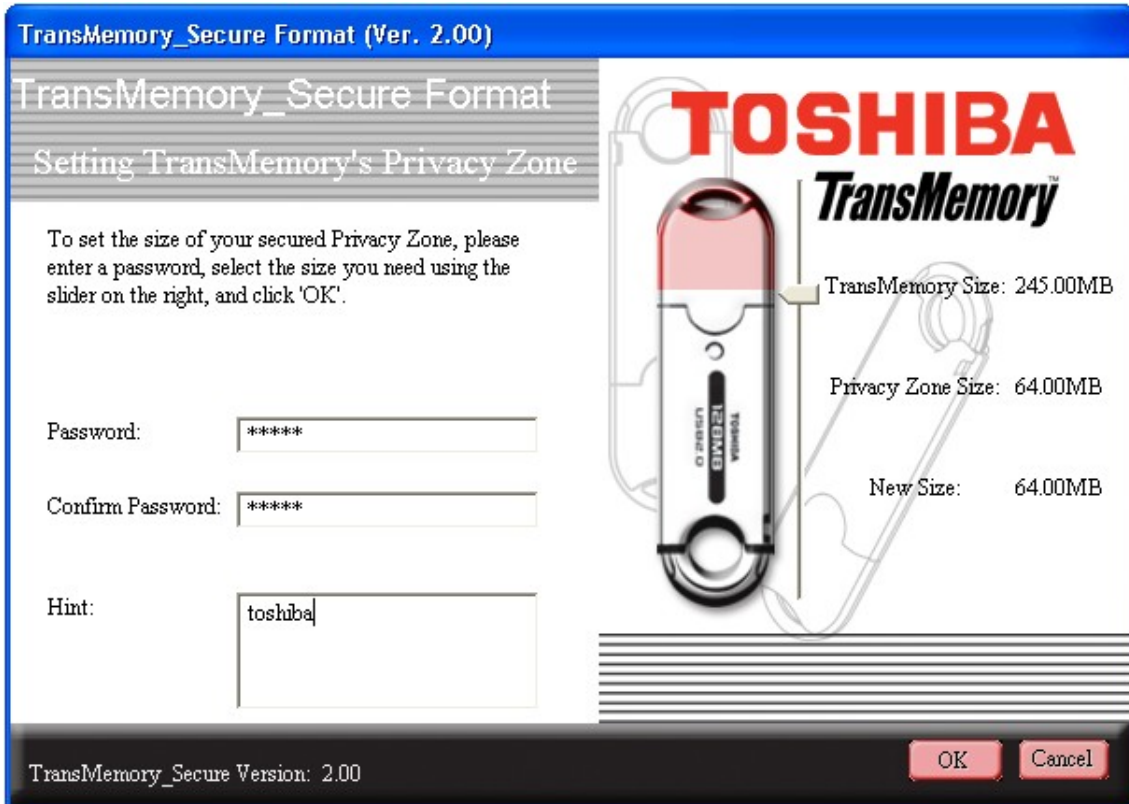 TransMemory_Secure Format (Ver. 2.00)
TransMemory_Secure Format
Setting TransMemory's Privacy Zone
To set the size of your secured Privacy Zone, please
enter a password, select the size you need using the
slider on the right, and click 'OK'.
Password: *****
Confirm Password: *****
Hint: toshiba
TOSHIBA
TransMemory™
TransMemory Size: 245.00MB
Privacy Zone Size: 64.00MB
New Size: 64.00MB
TOSHIBA
128MB
USB2.0
TransMemory_Secure Version: 2.00
OK
Cancel